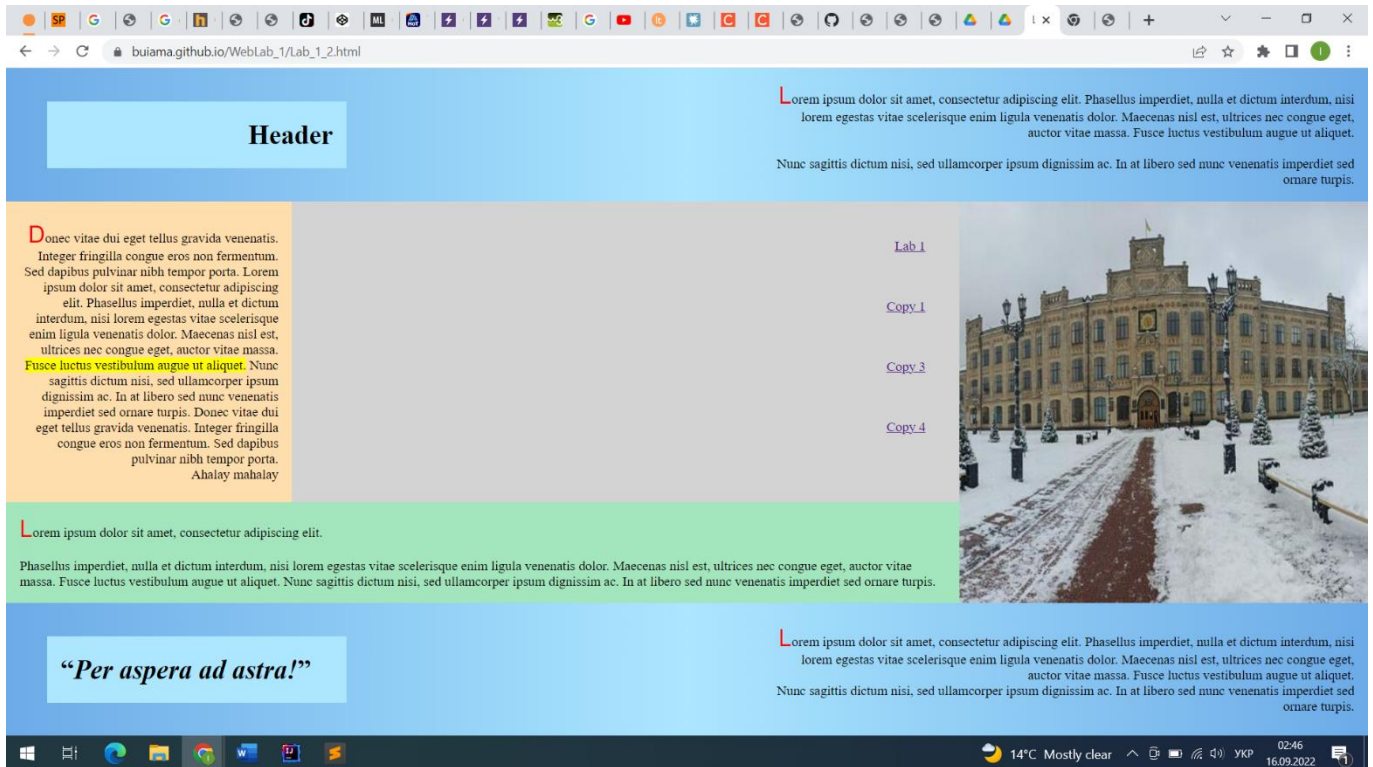 buiama.github.io/WebLab_1/Lab_1_2.html
Header
Lorem ipsum dolor sit amet, consectetur adipiscing elit. Phasellus imperdiet, nulla et dictum interdum, nisi
lorem egestas vitae scelerisque enim ligula venenatis dolor. Maecenas nisl est, ultrices nec congue eget,
auctor vitae massa. Fusce luctus vestibulum augue ut aliquet.
Nunc sagittis dictum nisi, sed ullamcorper ipsum dignissim ac. In at libero sed nunc venenatis imperdiet sed
ornare turpis.
Donec vitae dui eget tellus gravida venenatis.
Integer fringilla congue eros non fermentum.
Sed dapibus pulvinar nibh tempor porta. Lorem
ipsum dolor sit amet, consectetur adipiscing
elit. Phasellus imperdiet, nulla et dictum
interdum, nisi lorem egestas vitae scelerisque
enim ligula venenatis dolor. Maecenas nisl est,
ultrices nec congue eget, auctor vitae massa.
Fusce luctus vestibulum augue ut aliquet. Nunc
sagittis dictum nisi, sed ullamcorper ipsum
dignissim ac. In at libero sed nunc venenatis
imperdiet sed ornare turpis. Donec vitae dui
eget tellus gravida venenatis. Integer fringilla
congue eros non fermentum. Sed dapibus
pulvinar nibh tempor porta.
Ahalay mahalay
Lab 1
Copy 1
Copy 3
Copy 4
Lorem ipsum dolor sit amet, consectetur adipiscing elit.
Phasellus imperdiet, nulla et dictum interdum, nisi lorem egestas vitae scelerisque enim ligula venenatis dolor. Maecenas nisl est, ultrices nec congue eget, auctor vitae
massa. Fusce luctus vestibulum augue ut aliquet. Nunc sagittis dictum nisi, sed ullamcorper ipsum dignissim ac. In at libero sed nunc venenatis imperdiet sed ornare turpis.
“Per aspera ad astra!”
Lorem ipsum dolor sit amet, consectetur adipiscing elit. Phasellus imperdiet, nulla et dictum interdum, nisi
lorem egestas vitae scelerisque enim ligula venenatis dolor. Maecenas nisl est, ultrices nec congue eget,
auctor vitae massa. Fusce luctus vestibulum augue ut aliquet.
Nunc sagittis dictum nisi, sed ullamcorper ipsum dignissim ac. In at libero sed nunc venenatis imperdiet sed
ornare turpis.
14°C Mostly clear
УКР
02:46
16.09.2022